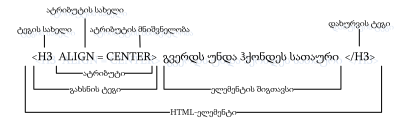 ატრიბუტის სახელი
ტეგის სახელი ატრიბუტის მნიშვნელობა დახურვის ტეგი
<H3 ALIGN = CENTER> გვერდს უნდა ჰქონდეს სათაური </H3>
ატრიბუტი
გახსნის ტეგი ელემენტის შიგთავსი
HTML-ელემენტი